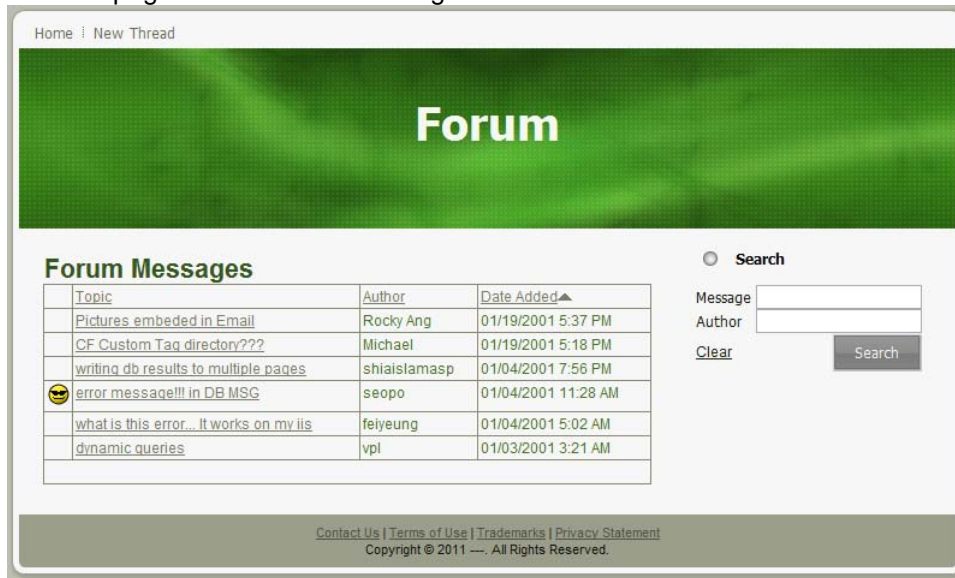 Home New Thread
Forum
Forum Messages
Topic Author Date Added
Pictures embeded in Email Rocky Ang 01/19/2001 5:37 PM
CF Custom Tag directory??? Michael 01/19/2001 5:18 PM
writing db results to multiple pages shiaislamasp 01/04/2001 7:56 PM
error message!!! in DB MSG seopo 01/04/2001 11:28 AM
what is this error... It works on my iis feiyeung 01/04/2001 5:02 AM
dynamic queries vpl 01/03/2001 3:21 AM
Search
Message
Author
Clear Search
Contact Us | Terms of Use | Trademarks | Privacy Statement
Copyright © 2011 ---. All Rights Reserved.